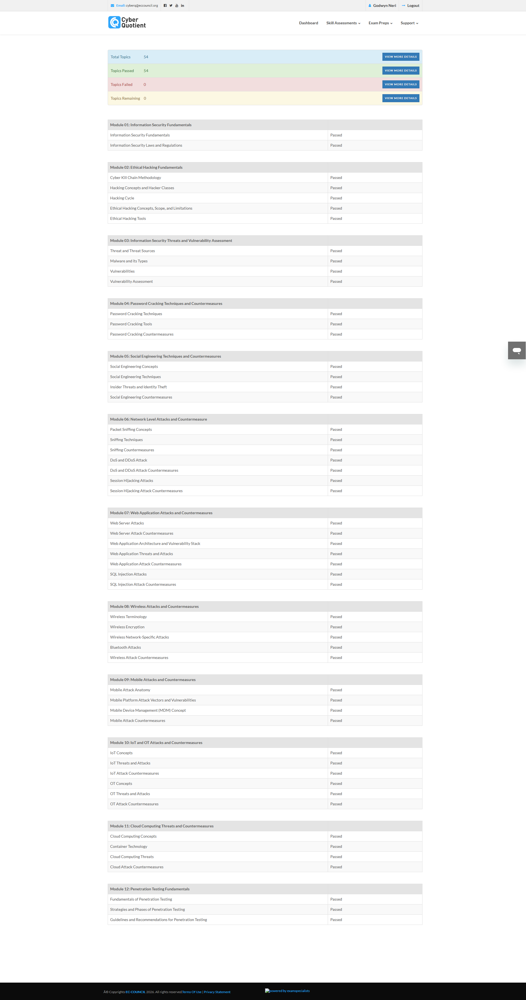 Email: cyberq@eccouncil.org Godwyn Neri Logout
Cyber Quotient
Dashboard Skill Assessments Exam Preps Support
Total Topics 54 VIEW MORE DETAILS
Topics Passed 54 VIEW MORE DETAILS
Topics Failed 0 VIEW MORE DETAILS
Topics Remaining 0 VIEW MORE DETAILS
Module 01: Information Security Fundamentals
Information Security Fundamentals Passed
Information Security Laws and Regulations Passed
Module 02: Ethical Hacking Fundamentals
Cyber Kill Chain Methodology Passed
Hacking Concepts and Hacker Classes Passed
Hacking Cycle Passed
Ethical Hacking Concepts, Scope, and Limitations Passed
Ethical Hacking Tools Passed
Module 03: Information Security Threats and Vulnerability Assessment
Threat and Threat Sources Passed
Malware and its Types Passed
Vulnerabilities Passed
Vulnerability Assessment Passed
Module 04: Password Cracking Techniques and Countermeasures
Password Cracking Techniques Passed
Password Cracking Tools Passed
Password Cracking Countermeasures Passed
Module 05: Social Engineering Techniques and Countermeasures
Social Engineering Concepts Passed
Social Engineering Techniques Passed
Insider Threats and Identity Theft Passed
Social Engineering Countermeasures Passed
Module 06: Network Level Attacks and Countermeasure
Packet Sniffing Concepts Passed
Sniffing Techniques Passed
Sniffing Countermeasures Passed
DoS and DDoS Attack Passed
DoS and DDoS Attack Countermeasures Passed
Session Hijacking Attacks Passed
Session Hijacking Attack Countermeasures Passed
Module 07: Web Application Attacks and Countermeasures
Web Server Attacks Passed
Web Server Attack Countermeasures Passed
Web Application Architecture and Vulnerability Stack Passed
Web Application Threats and Attacks Passed
Web Application Attack Countermeasures Passed
SQL Injection Attacks Passed
SQL Injection Attack Countermeasures Passed
Module 08: Wireless Attacks and Countermeasures
Wireless Terminology Passed
Wireless Encryption Passed
Wireless Network-Specific Attacks Passed
Bluetooth Attacks Passed
Wireless Attack Countermeasures Passed
Module 09: Mobile Attacks and Countermeasures
Mobile Attack Anatomy Passed
Mobile Platform Attack Vectors and Vulnerabilities Passed
Mobile Device Management (MDM) Concept Passed
Mobile Attack Countermeasures Passed
Module 10: IoT and OT Attacks and Countermeasures
IoT Concepts Passed
IoT Threats and Attacks Passed
IoT Attack Countermeasures Passed
OT Concepts Passed
OT Threats and Attacks Passed
OT Attack Countermeasures Passed
Module 11: Cloud Computing Threats and Countermeasures
Cloud Computing Concepts Passed
Container Technology Passed
Cloud Computing Threats Passed
Cloud Attack Countermeasures Passed
Module 12: Penetration Testing Fundamentals
Fundamentals of Penetration Testing Passed
Strategies and Phases of Penetration Testing Passed
Guidelines and Recommendations for Penetration Testing Passed
Â© Copyrights EC-COUNCIL 2026. All rights reserved.Terms Of Use | Privacy Statement powered by examspecialists